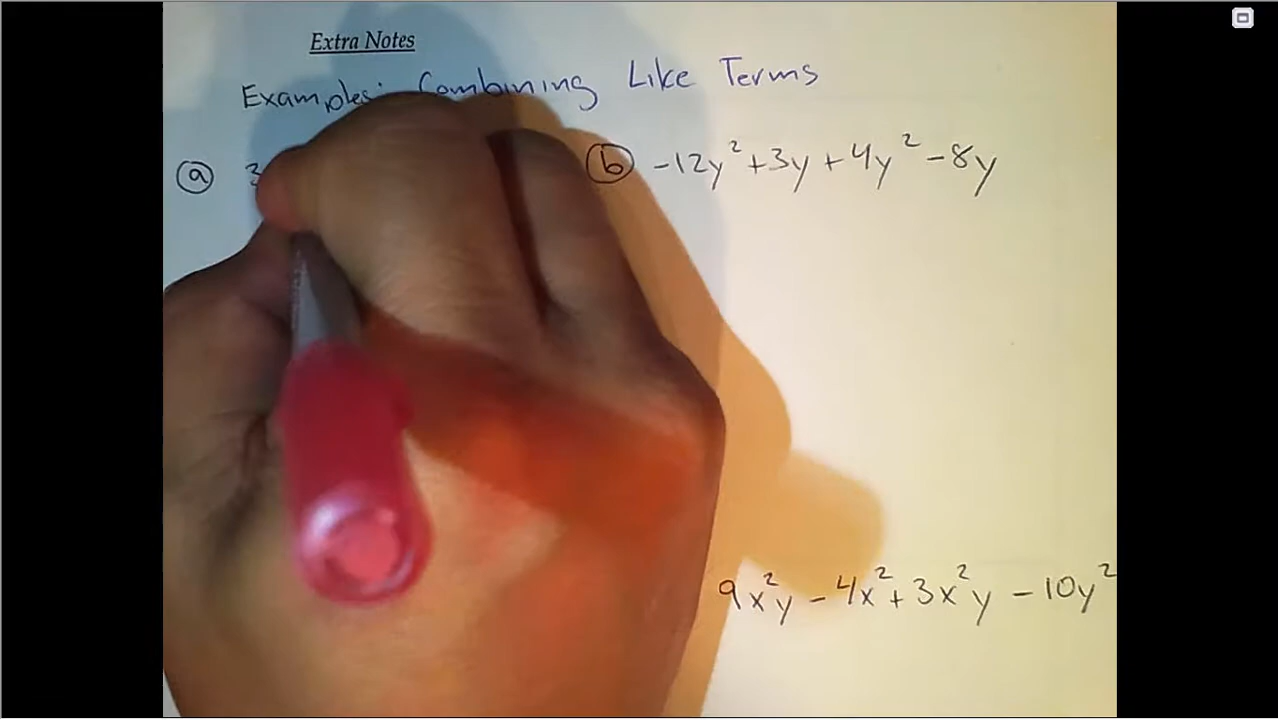 Extra Notes
Examples: Combining Like Terms
ⓐ 3
ⓑ -12y² + 3y + 4y² - 8y
9x²y - 4x² + 3x²y - 10y²